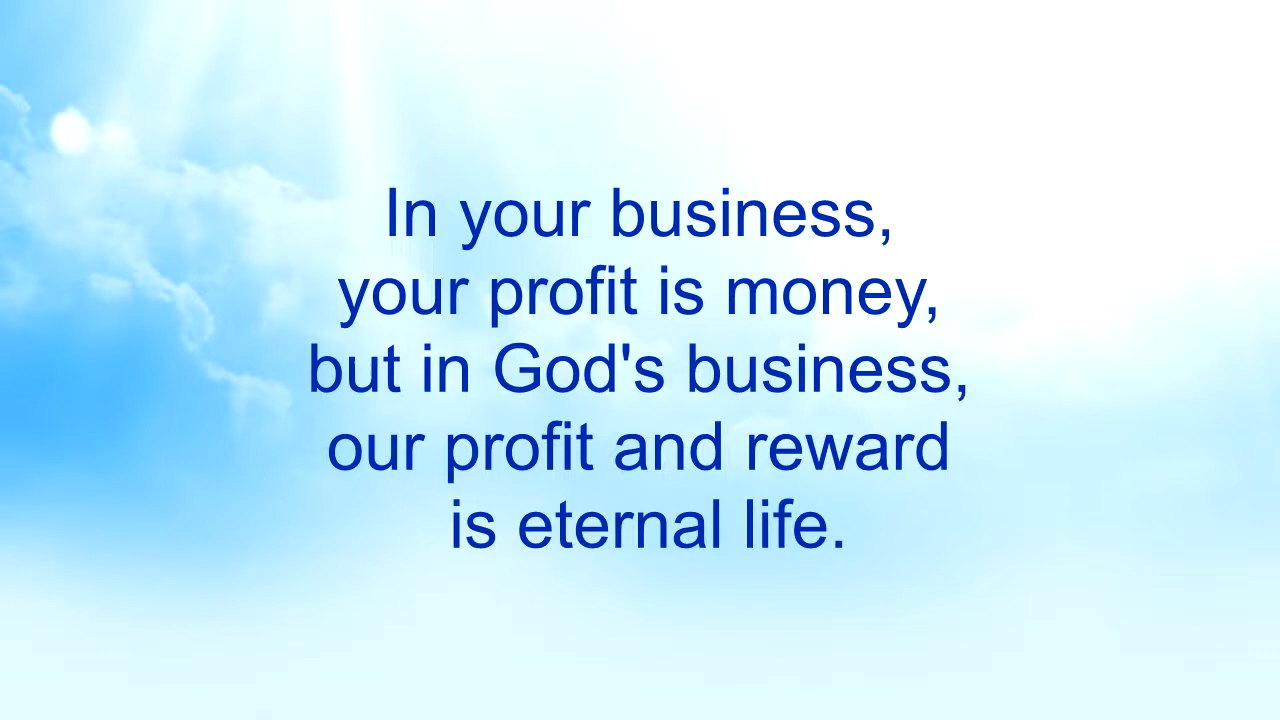 In your business,
your profit is money,
but in God's business,
our profit and reward
is eternal life.